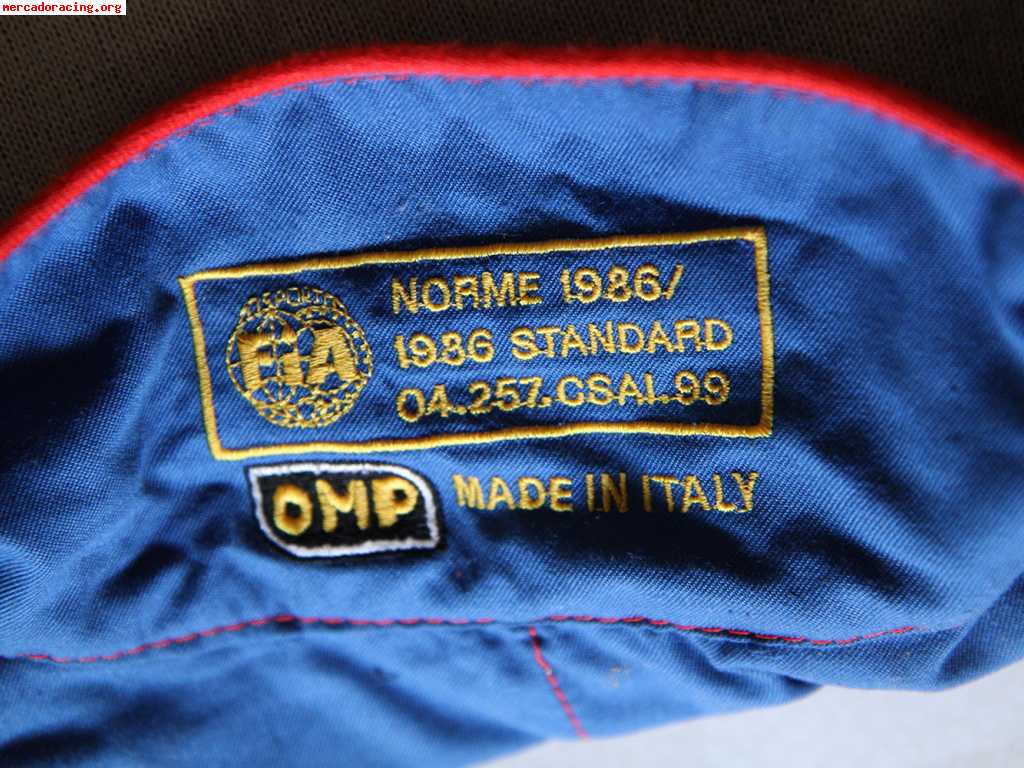 mercadoracing.org
FIA
NORME 1986/
1986 STANDARD
04.257.CSAI.99
OMP MADE IN ITALY